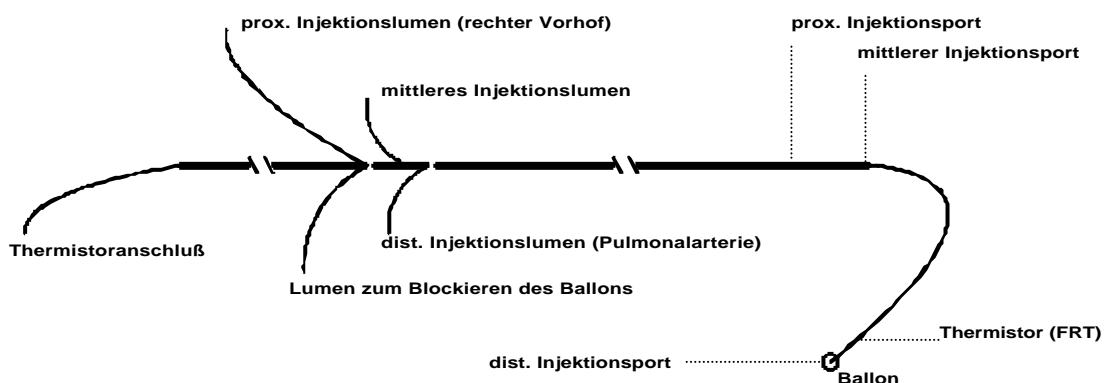 prox. Injektionslumen (rechter Vorhof)
prox. Injektionsport
mittlerer Injektionsport
mittleres Injektionslumen
dist. Injektionslumen (Pulmonalarterie)
Thermistoranschluß
Lumen zum Blockieren des Ballons
Thermistor (FRT)
dist. Injektionsport
Ballon